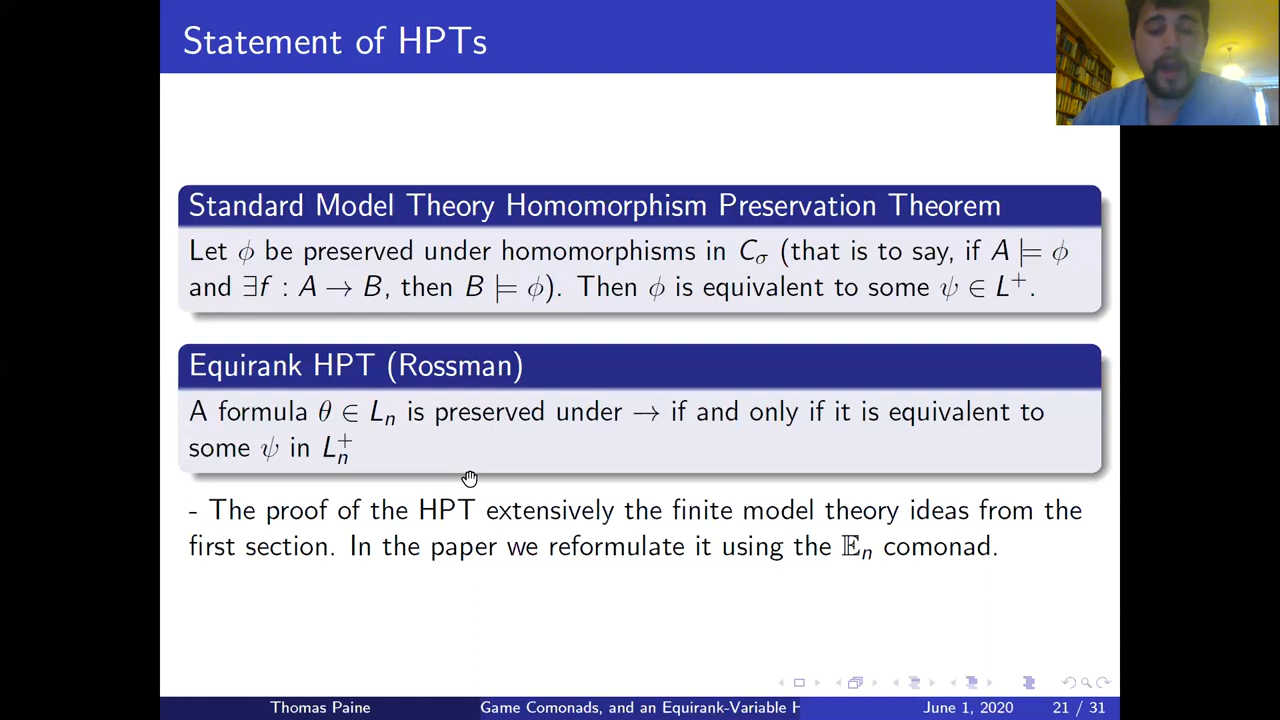 Statement of HPTs
Standard Model Theory Homomorphism Preservation Theorem
Let ϕ be preserved under homomorphisms in C_σ (that is to say, if A ⊨ ϕ
and ∃f : A → B, then B ⊨ ϕ). Then ϕ is equivalent to some ψ ∈ L⁺.
Equirank HPT (Rossman)
A formula θ ∈ Lₙ is preserved under → if and only if it is equivalent to
some ψ in Lₙ⁺
- The proof of the HPT extensively the finite model theory ideas from the
first section. In the paper we reformulate it using the 𝔼ₙ comonad.
Thomas Paine Game Comonads, and an Equirank-Variable H June 1, 2020 21 / 31